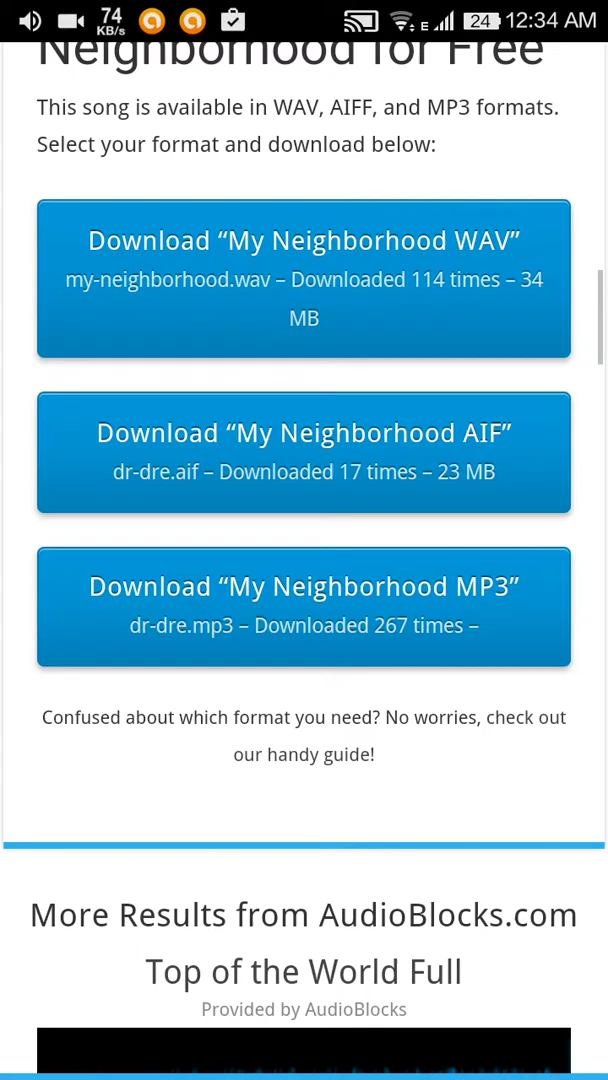 74
KB/s
E
24
12:34 AM
Neighborhood for Free
This song is available in WAV, AIFF, and MP3 formats.
Select your format and download below:
Download “My Neighborhood WAV”
my-neighborhood.wav – Downloaded 114 times – 34
MB
Download “My Neighborhood AIF”
dr-dre.aif – Downloaded 17 times – 23 MB
Download “My Neighborhood MP3”
dr-dre.mp3 – Downloaded 267 times –
Confused about which format you need? No worries, check out
our handy guide!
More Results from AudioBlocks.com
Top of the World Full
Provided by AudioBlocks